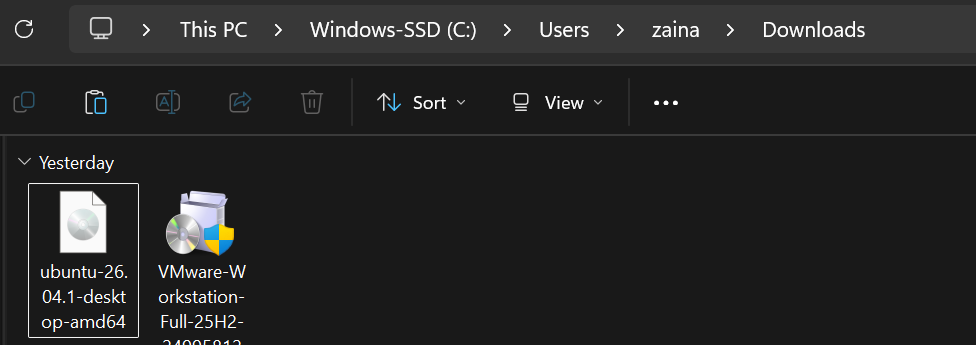 This PC > Windows-SSD (C:) > Users > zaina > Downloads
Sort View
Yesterday
ubuntu-26.
04.1-deskt
op-amd64
VMware-W
orkstation-
Full-25H2-